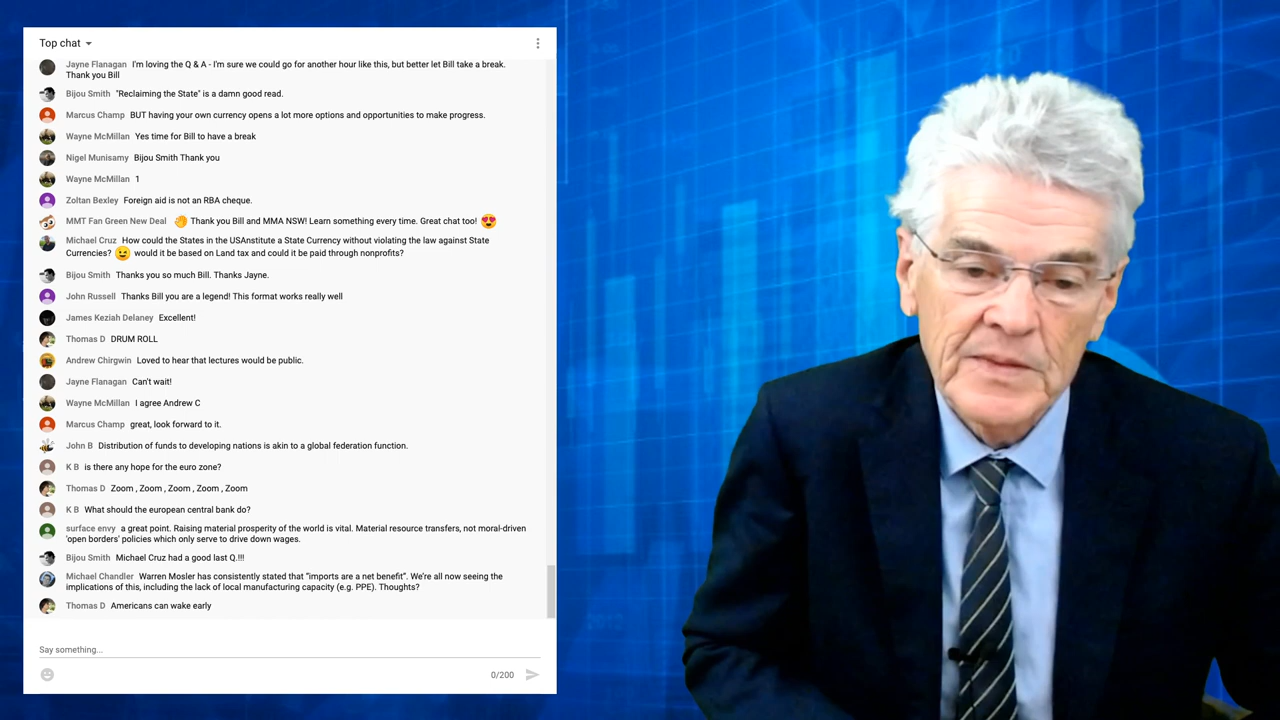 Top chat
Jayne Flanagan I'm loving the Q & A - I'm sure we could go for another hour like this, but better let Bill take a break.
Thank you Bill
Bijou Smith "Reclaiming the State" is a damn good read.
Marcus Champ BUT having your own currency opens a lot more options and opportunities to make progress.
Wayne McMillan Yes time for Bill to have a break
Nigel Munisamy Bijou Smith Thank you
Wayne McMillan 1
Zoltan Bexley Foreign aid is not an RBA cheque.
MMT Fan Green New Deal 👋 Thank you Bill and MMA NSW! Learn something every time. Great chat too! 😍
Michael Cruz How could the States in the USAnstitute a State Currency without violating the law against State
Currencies? 😉 would it be based on Land tax and could it be paid through nonprofits?
Bijou Smith Thanks you so much Bill. Thanks Jayne.
John Russell Thanks Bill you are a legend! This format works really well
James Keziah Delaney Excellent!
Thomas D DRUM ROLL
Andrew Chirgwin Loved to hear that lectures would be public.
Jayne Flanagan Can't wait!
Wayne McMillan I agree Andrew C
Marcus Champ great, look forward to it.
John B Distribution of funds to developing nations is akin to a global federation function.
K B is there any hope for the euro zone?
Thomas D Zoom , Zoom , Zoom , Zoom , Zoom
K B What should the european central bank do?
surface envy a great point. Raising material prosperity of the world is vital. Material resource transfers, not moral-driven
'open borders' policies which only serve to drive down wages.
Bijou Smith Michael Cruz had a good last Q.!!!
Michael Chandler Warren Mosler has consistently stated that “imports are a net benefit”. We’re all now seeing the
implications of this, including the lack of local manufacturing capacity (e.g. PPE). Thoughts?
Thomas D Americans can wake early
Say something...
0/200